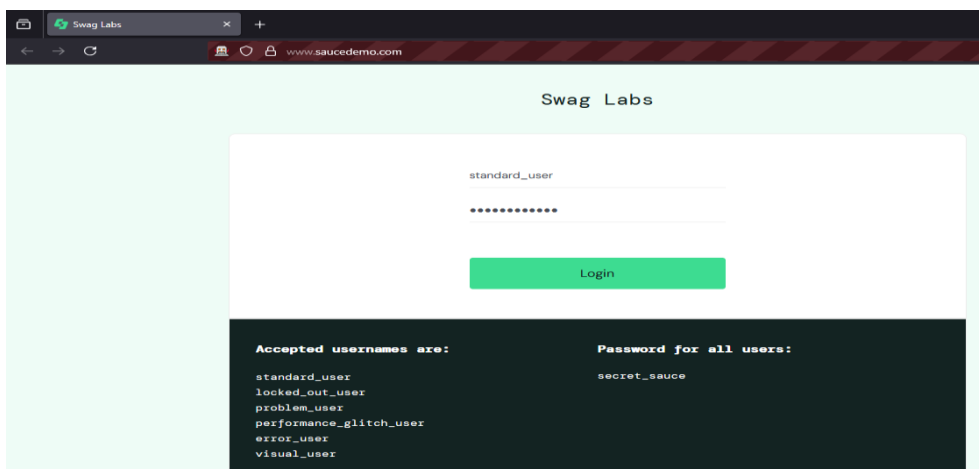 Swag Labs
www.saucedemo.com
Swag Labs
standard_user
Login
Accepted usernames are:
standard_user
locked_out_user
problem_user
performance_glitch_user
error_user
visual_user
Password for all users:
secret_sauce